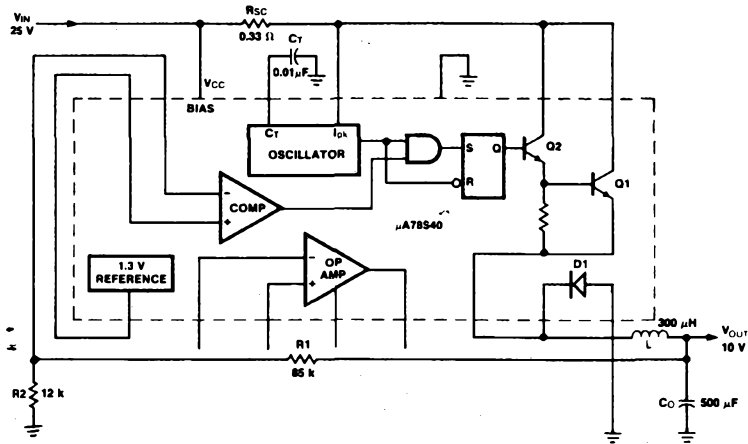 VIN
25 V
RSC
0.33 Ω
CT
0.01μF
VCC
BIAS
CT
Ipk
OSCILLATOR
S
Q
R
Q2
Q1
COMP
−
+
μA78S40
1.3 V
REFERENCE
OP
AMP
−
+
D1
300 μH
L
VOUT
10 V
R1
85 k
R2
12 k
CO
500 μF